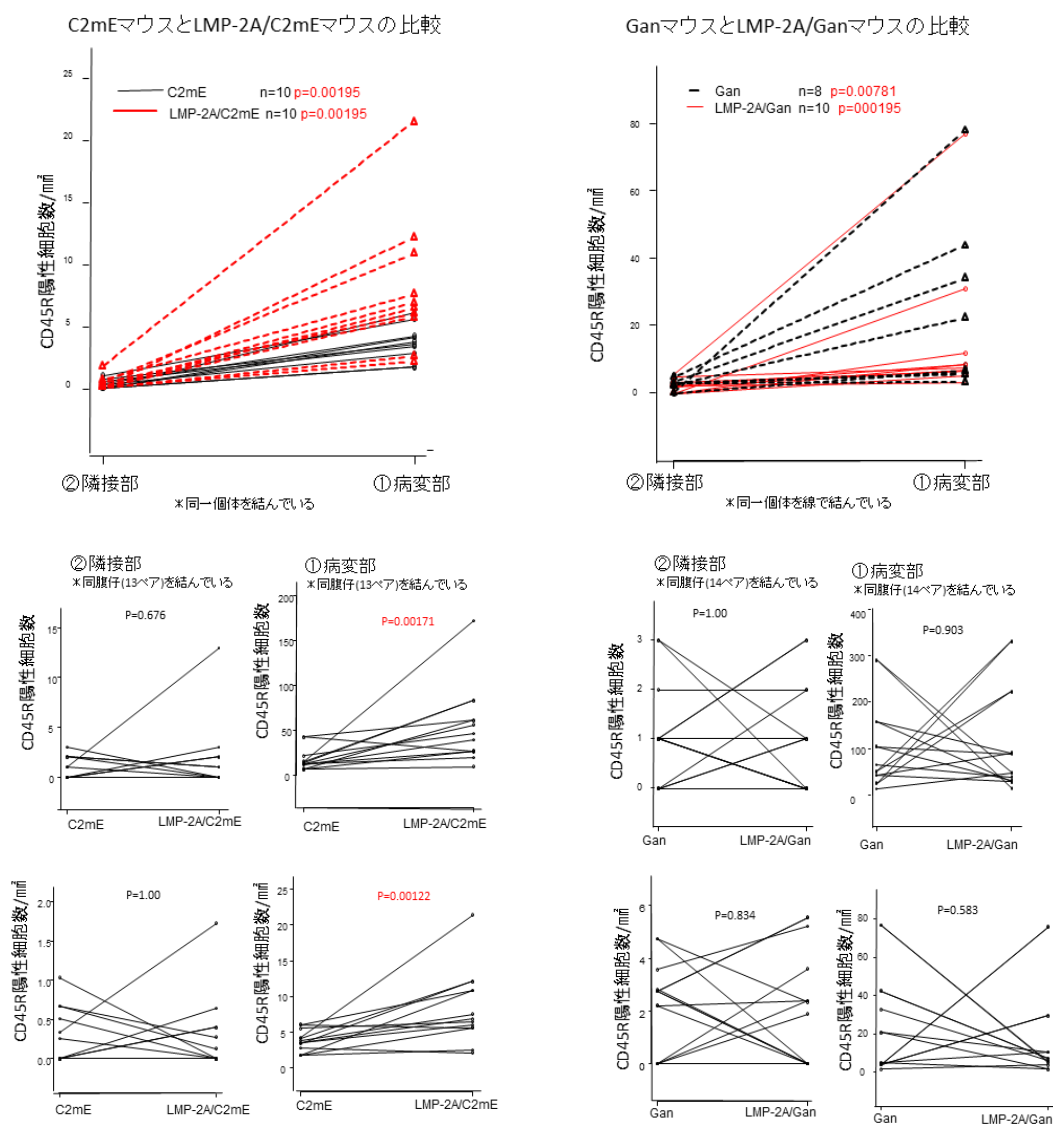 C2mEマウスとLMP-2A/C2mEマウスの比較
CD45R陽性細胞数/㎟
25
20
15
10
5
0
C2mE n=10 p=0.00195
LMP-2A/C2mE n=10 p=0.00195
②隣接部
①病変部
＊同一個体を結んでいる
GanマウスとLMP-2A/Ganマウスの比較
CD45R陽性細胞数/㎟
80
60
40
20
0
Gan n=8 p=0.00781
LMP-2A/Gan n=10 p=000195
②隣接部
①病変部
＊同一個体を線で結んでいる
②隣接部
＊同腹仔(13ペア)を結んでいる
P=0.676
CD45R陽性細胞数
15
10
5
0
C2mE
LMP-2A/C2mE
①病変部
＊同腹仔(13ペア)を結んでいる
P=0.00171
CD45R陽性細胞数
200
150
100
50
0
C2mE
LMP-2A/C2mE
②隣接部
＊同腹仔(14ペア)を結んでいる
P=1.00
CD45R陽性細胞数
3
2
1
0
Gan
LMP-2A/Gan
①病変部
＊同腹仔(14ペア)を結んでいる
P=0.903
CD45R陽性細胞数
400
300
200
100
0
Gan
LMP-2A/Gan
P=1.00
CD45R陽性細胞数/㎟
2.0
1.5
1.0
0.5
0.0
C2mE
LMP-2A/C2mE
P=0.00122
CD45R陽性細胞数/㎟
25
20
15
10
5
0
C2mE
LMP-2A/C2mE
P=0.834
CD45R陽性細胞数/㎟
6
4
2
0
Gan
LMP-2A/Gan
P=0.583
CD45R陽性細胞数/㎟
80
60
40
20
0
Gan
LMP-2A/Gan